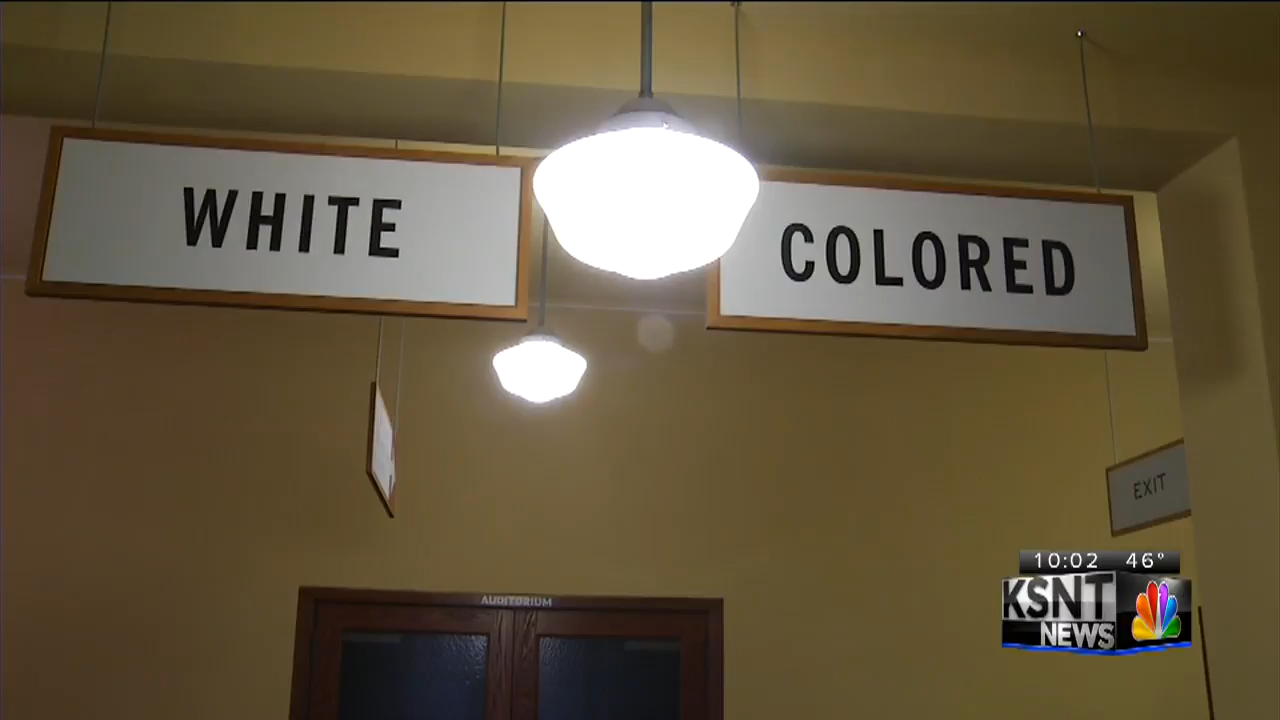 WHITE
COLORED
EXIT
AUDITORIUM
10:02 46°
KSNT
NEWS